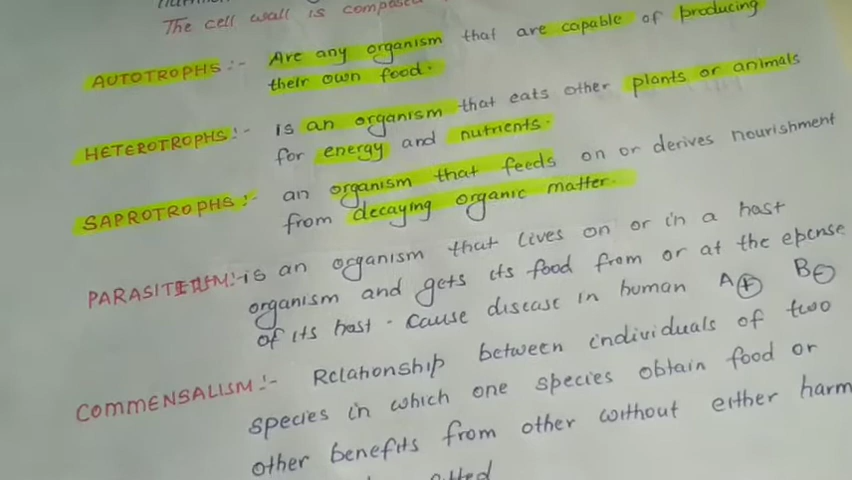 The cell wall is composed
AUTOTROPHS :- Are any organism that are capable of producing
their own food.
HETEROTROPHS :- is an organism that eats other plants or animals
for energy and nutrients.
SAPROTROPHS :- an organism that feeds on or derives nourishment
from decaying organic matter.
:- is an organism that lives on or in a hast
organism and gets its food from or at the epense
of its hast. cause disease in human A⊕ B⊖
COMMENSALISM :- Relationship between individuals of two
species in which one species obtain food or
other benefits from other without either harm